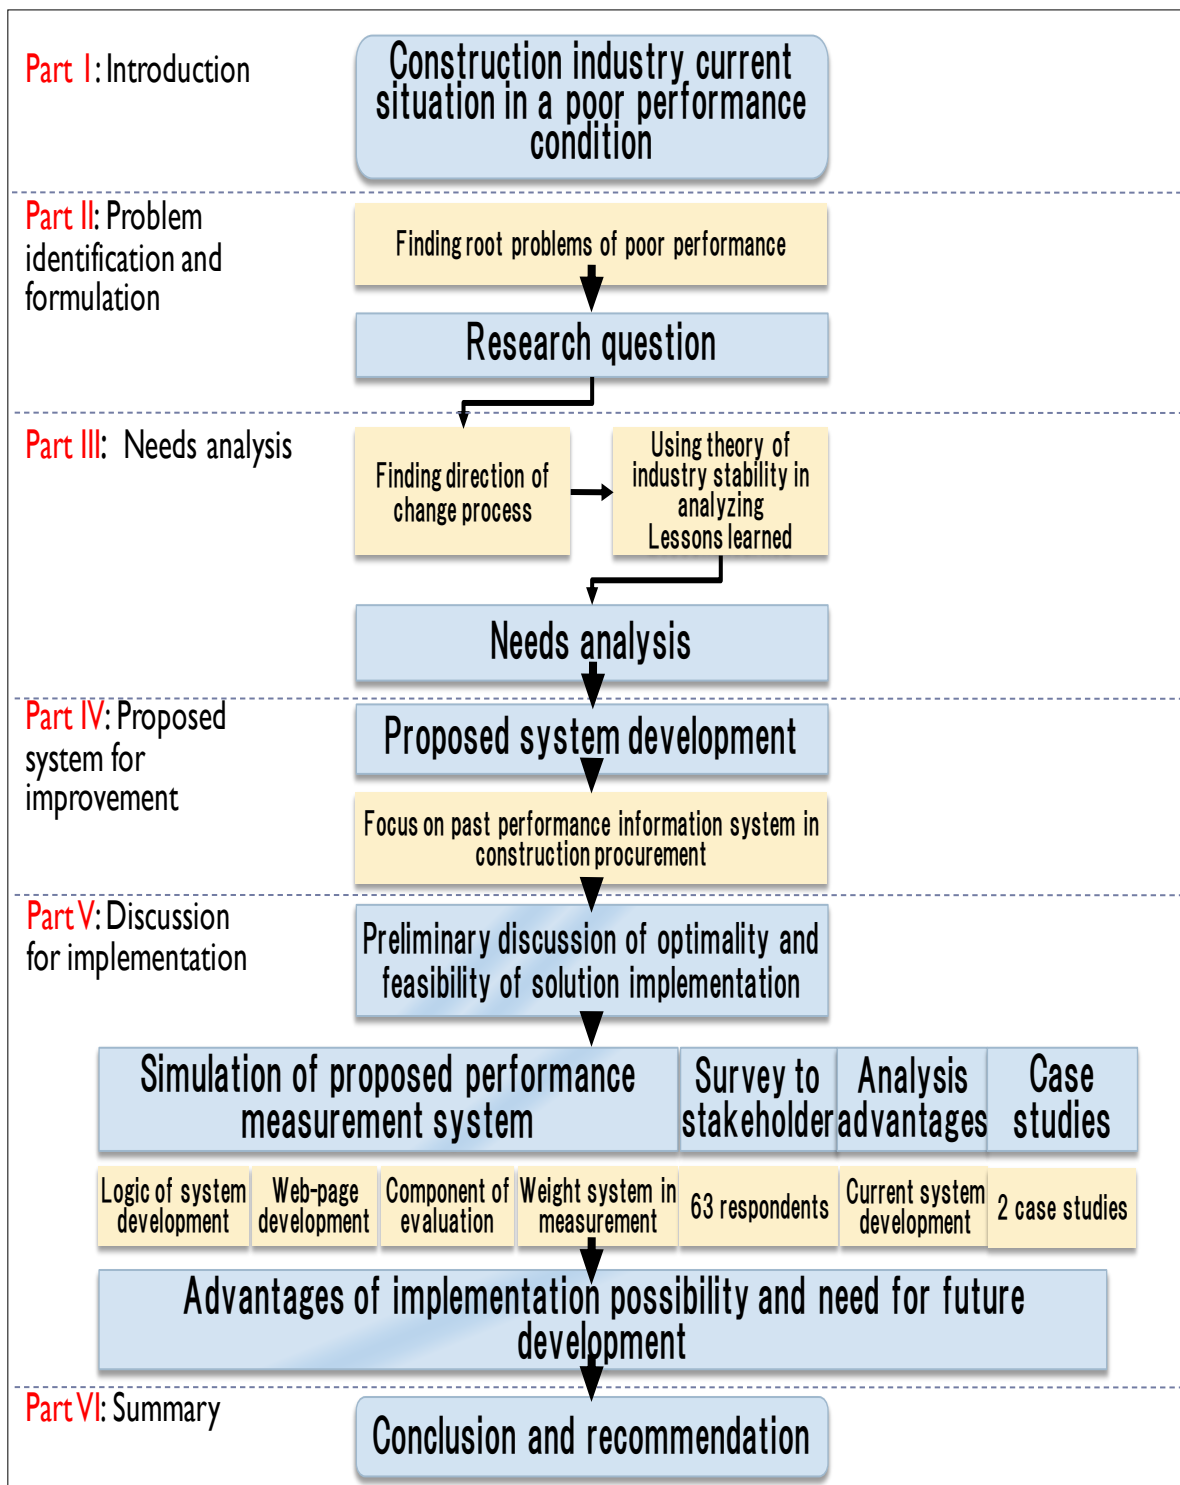 Part I: Introduction
Construction industry current
situation in a poor performance
condition
Part II: Problem
identification and
formulation
Finding root problems of poor performance
Research question
Part III: Needs analysis
Finding direction of
change process
Using theory of
industry stability in
analyzing
Lessons learned
Needs analysis
Part IV: Proposed
system for
improvement
Proposed system development
Focus on past performance information system in
construction procurement
Part V: Discussion
for implementation
Preliminary discussion of optimality and
feasibility of solution implementation
Simulation of proposed performance
measurement system
Survey to
stakeholder
Analysis
advantages
Case
studies
Logic of system
development
Web-page
development
Component of
evaluation
Weight system in
measurement
63 respondents
Current system
development
2 case studies
Advantages of implementation possibility and need for future
development
Part VI: Summary
Conclusion and recommendation